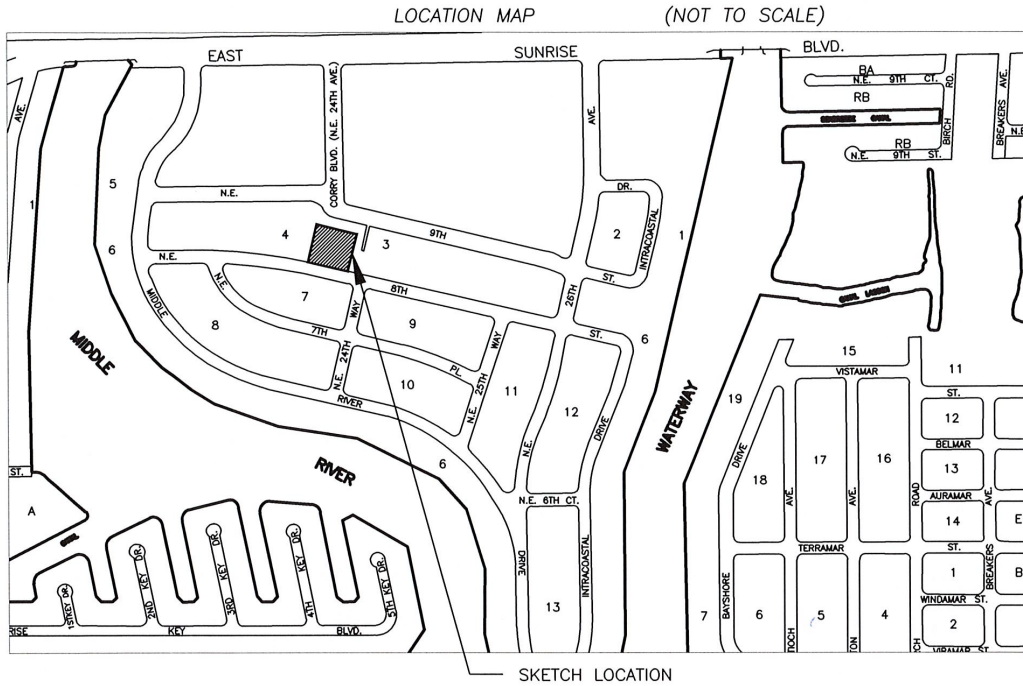 LOCATION MAP (NOT TO SCALE)
EAST SUNRISE BLVD.
AVE.
CORRY BLVD. (N.E. 24TH AVE.)
AVE.
BA
N.E. 9TH CT.
RB
RB
N.E. 9TH ST.
BIRCH RD.
BREAKERS AVE.
N.E.
1
5
6
N.E. 9TH ST.
4
3
DR.
2
INTRACOASTAL
1
N.E. 8TH ST.
26TH
6
MIDDLE RIVER DRIVE
N.E. 7TH PL.
7
8
N.E. 24TH WAY
9
10
N.E. 25TH WAY
11
N.E.
12
INTRACOASTAL DRIVE
6
N.E. 6TH CT.
13
MIDDLE
RIVER
WATERWAY
ST.
A
CANAL
1ST KEY DR.
2ND KEY DR.
3RD KEY DR.
4TH KEY DR.
5TH KEY DR.
RISE KEY BLVD.
15
VISTAMAR ST.
11
12
BELMAR
13
AURAMAR
14
E
TERRAMAR ST.
1
B
WINDAMAR ST.
2
VIRAMAR ST.
19
BAYSHORE DRIVE
18
17
16
AVE.
AVE.
ROAD
BREAKERS AVE.
7
6
5
4
NOCH
TON
RCH
SKETCH LOCATION